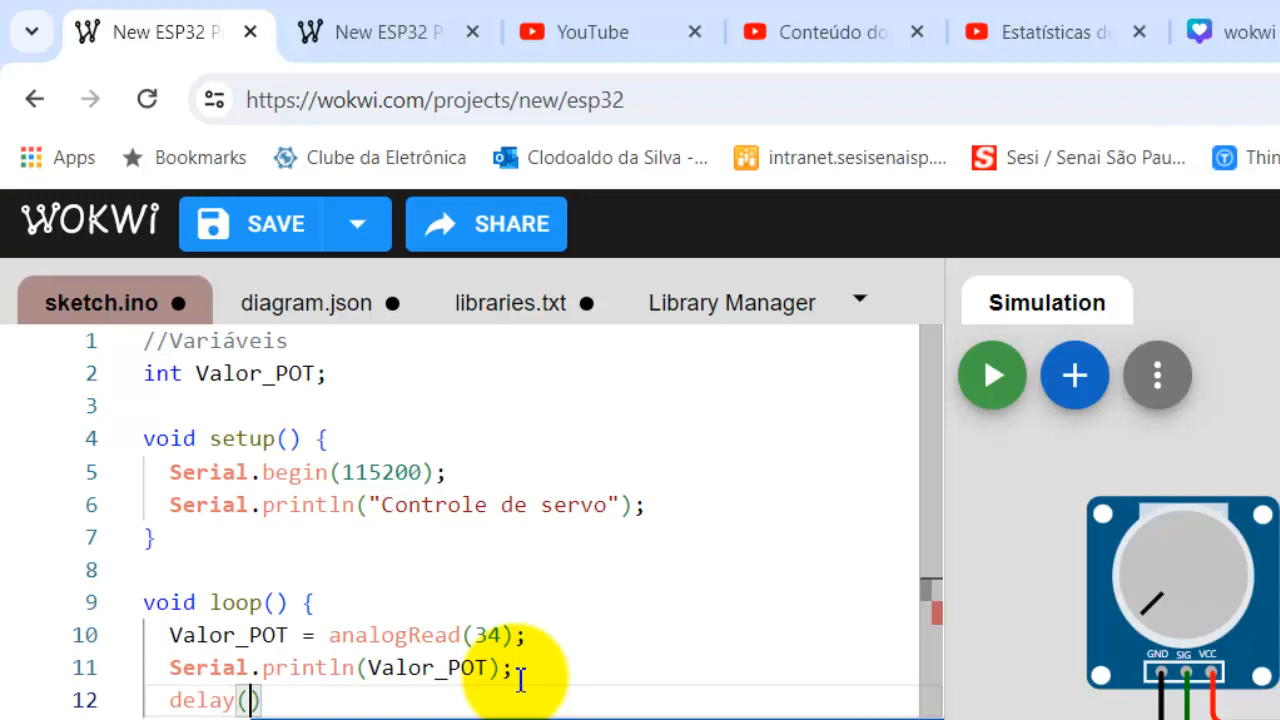 New ESP32 P
New ESP32 P
YouTube
Conteúdo do
Estatísticas d
wokwi
https://wokwi.com/projects/new/esp32
Apps
Bookmarks
Clube da Eletrônica
Clodoaldo da Silva -...
intranet.sesisenaisp....
Sesi / Senai São Pau...
Thin
WOKWi
SAVE
SHARE
sketch.ino
diagram.json
libraries.txt
Library Manager
Simulation
1 //Variáveis
2 int Valor_POT;
3
4 void setup() {
5 Serial.begin(115200);
6 Serial.println("Controle de servo");
7 }
8
9 void loop() {
10 Valor_POT = analogRead(34);
11 Serial.println(Valor_POT);
12 delay()
GND SIG VCC